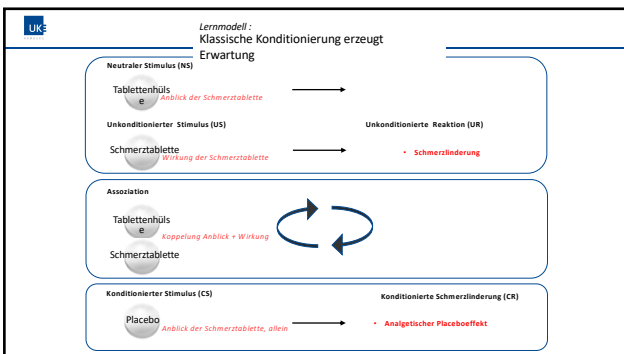 UKE
HAMBURG
Lernmodell :
Klassische Konditionierung erzeugt
Erwartung
Neutraler Stimulus (NS)
Tablettenhüls
e
Anblick der Schmerztablette
Unkonditionierter Stimulus (US)
Unkonditionierte Reaktion (UR)
Schmerztablette
Wirkung der Schmerztablette
• Schmerzlinderung
Assoziation
Tablettenhüls
e
Koppelung Anblick + Wirkung
Schmerztablette
Konditionierter Stimulus (CS)
Konditionierte Schmerzlinderung (CR)
Placebo
Anblick der Schmerztablette, allein
• Analgetischer Placeboeffekt